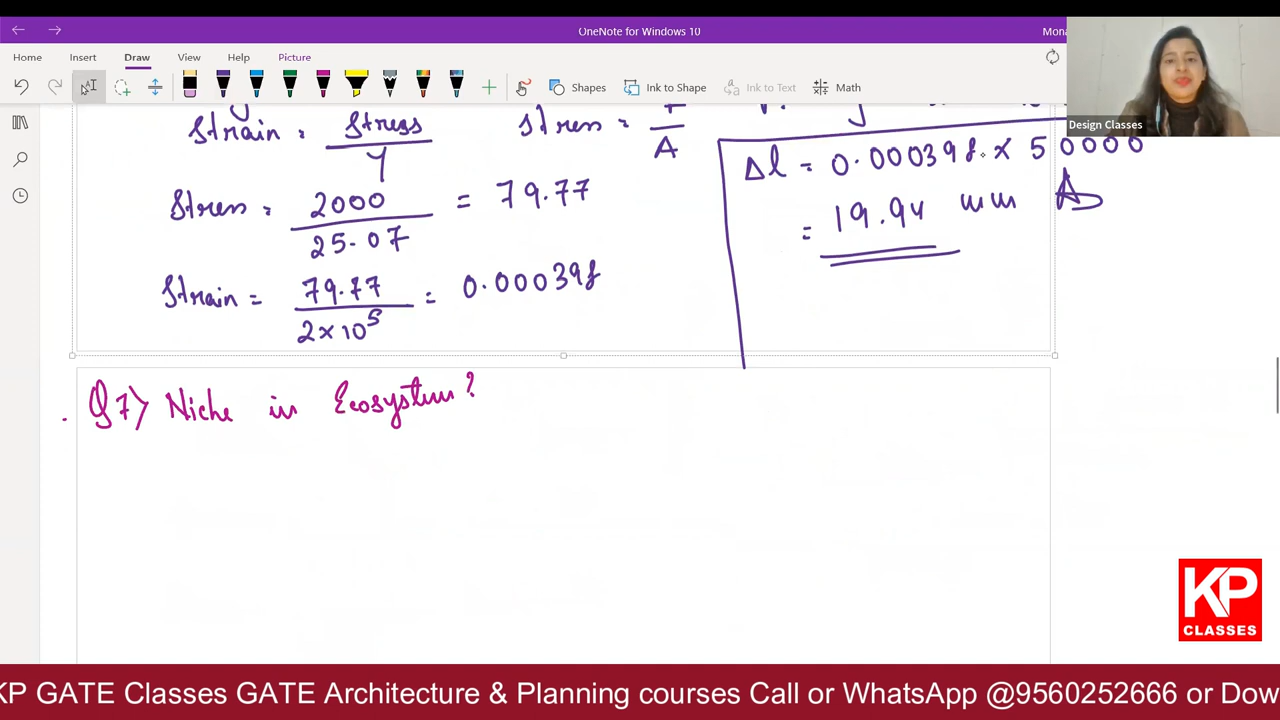 OneNote for Windows 10
Mona
Home Insert Draw View Help Picture
Shapes Ink to Shape Ink to Text Math
Design Classes
Strain = Stress / Y
Stress = F / A
Stress = 2000 / 25.07 = 79.77
Strain = 79.77 / 2×10^5 = 0.000398
Δl = 0.000398 × 50000
= 19.94 mm
Q7> Niche in Ecosystem?
KP
CLASSES
KP GATE Classes GATE Architecture & Planning courses Call or WhatsApp @9560252666 or Dow